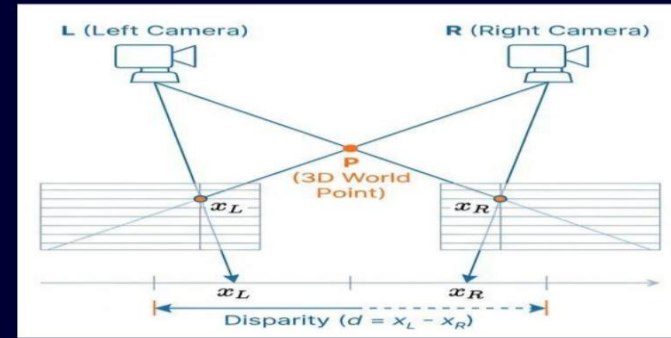 L (Left Camera)
R (Right Camera)
P
(3D World
Point)
x_L
x_R
x_L
x_R
Disparity (d = x_L − x_R)